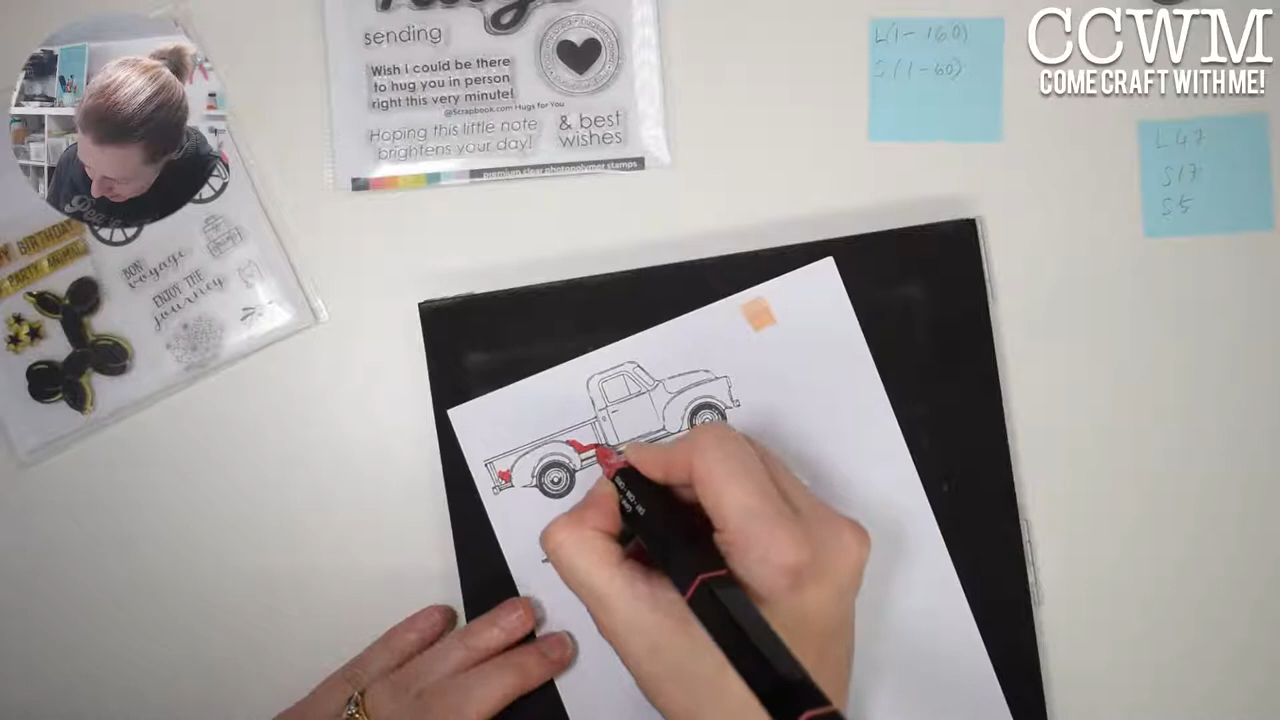 sending
Wish I could be there
to hug you in person
right this very minute!
@Scrapbook.com Hugs for You
Hoping this little note
brightens your day!
& best
wishes
premium clear photopolymer stamps
L(1-160)
S(1-60)
CCWM
COME CRAFT WITH ME!
L47
S17
S5
BIRTHDAY
PARTY ANIMAL
BON
voyage
ENJOY THE
journey